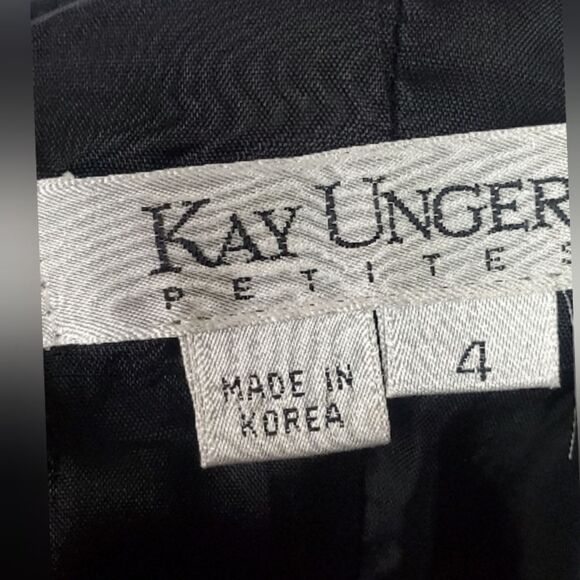 KAY UNGER
PETITES
MADE IN
KOREA
4